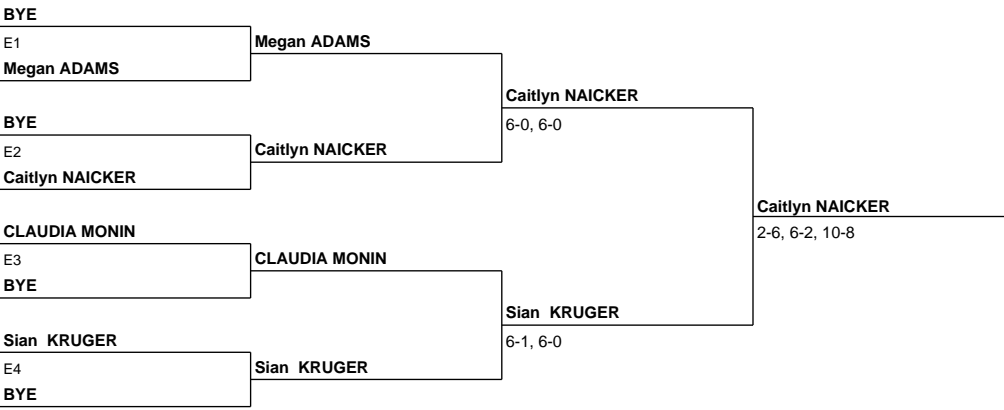 BYE
E1
Megan ADAMS
Megan ADAMS
BYE
E2
Caitlyn NAICKER
Caitlyn NAICKER
Caitlyn NAICKER
6-0, 6-0
CLAUDIA MONIN
E3
BYE
CLAUDIA MONIN
Sian  KRUGER
E4
BYE
Sian  KRUGER
Sian  KRUGER
6-1, 6-0
Caitlyn NAICKER
2-6, 6-2, 10-8